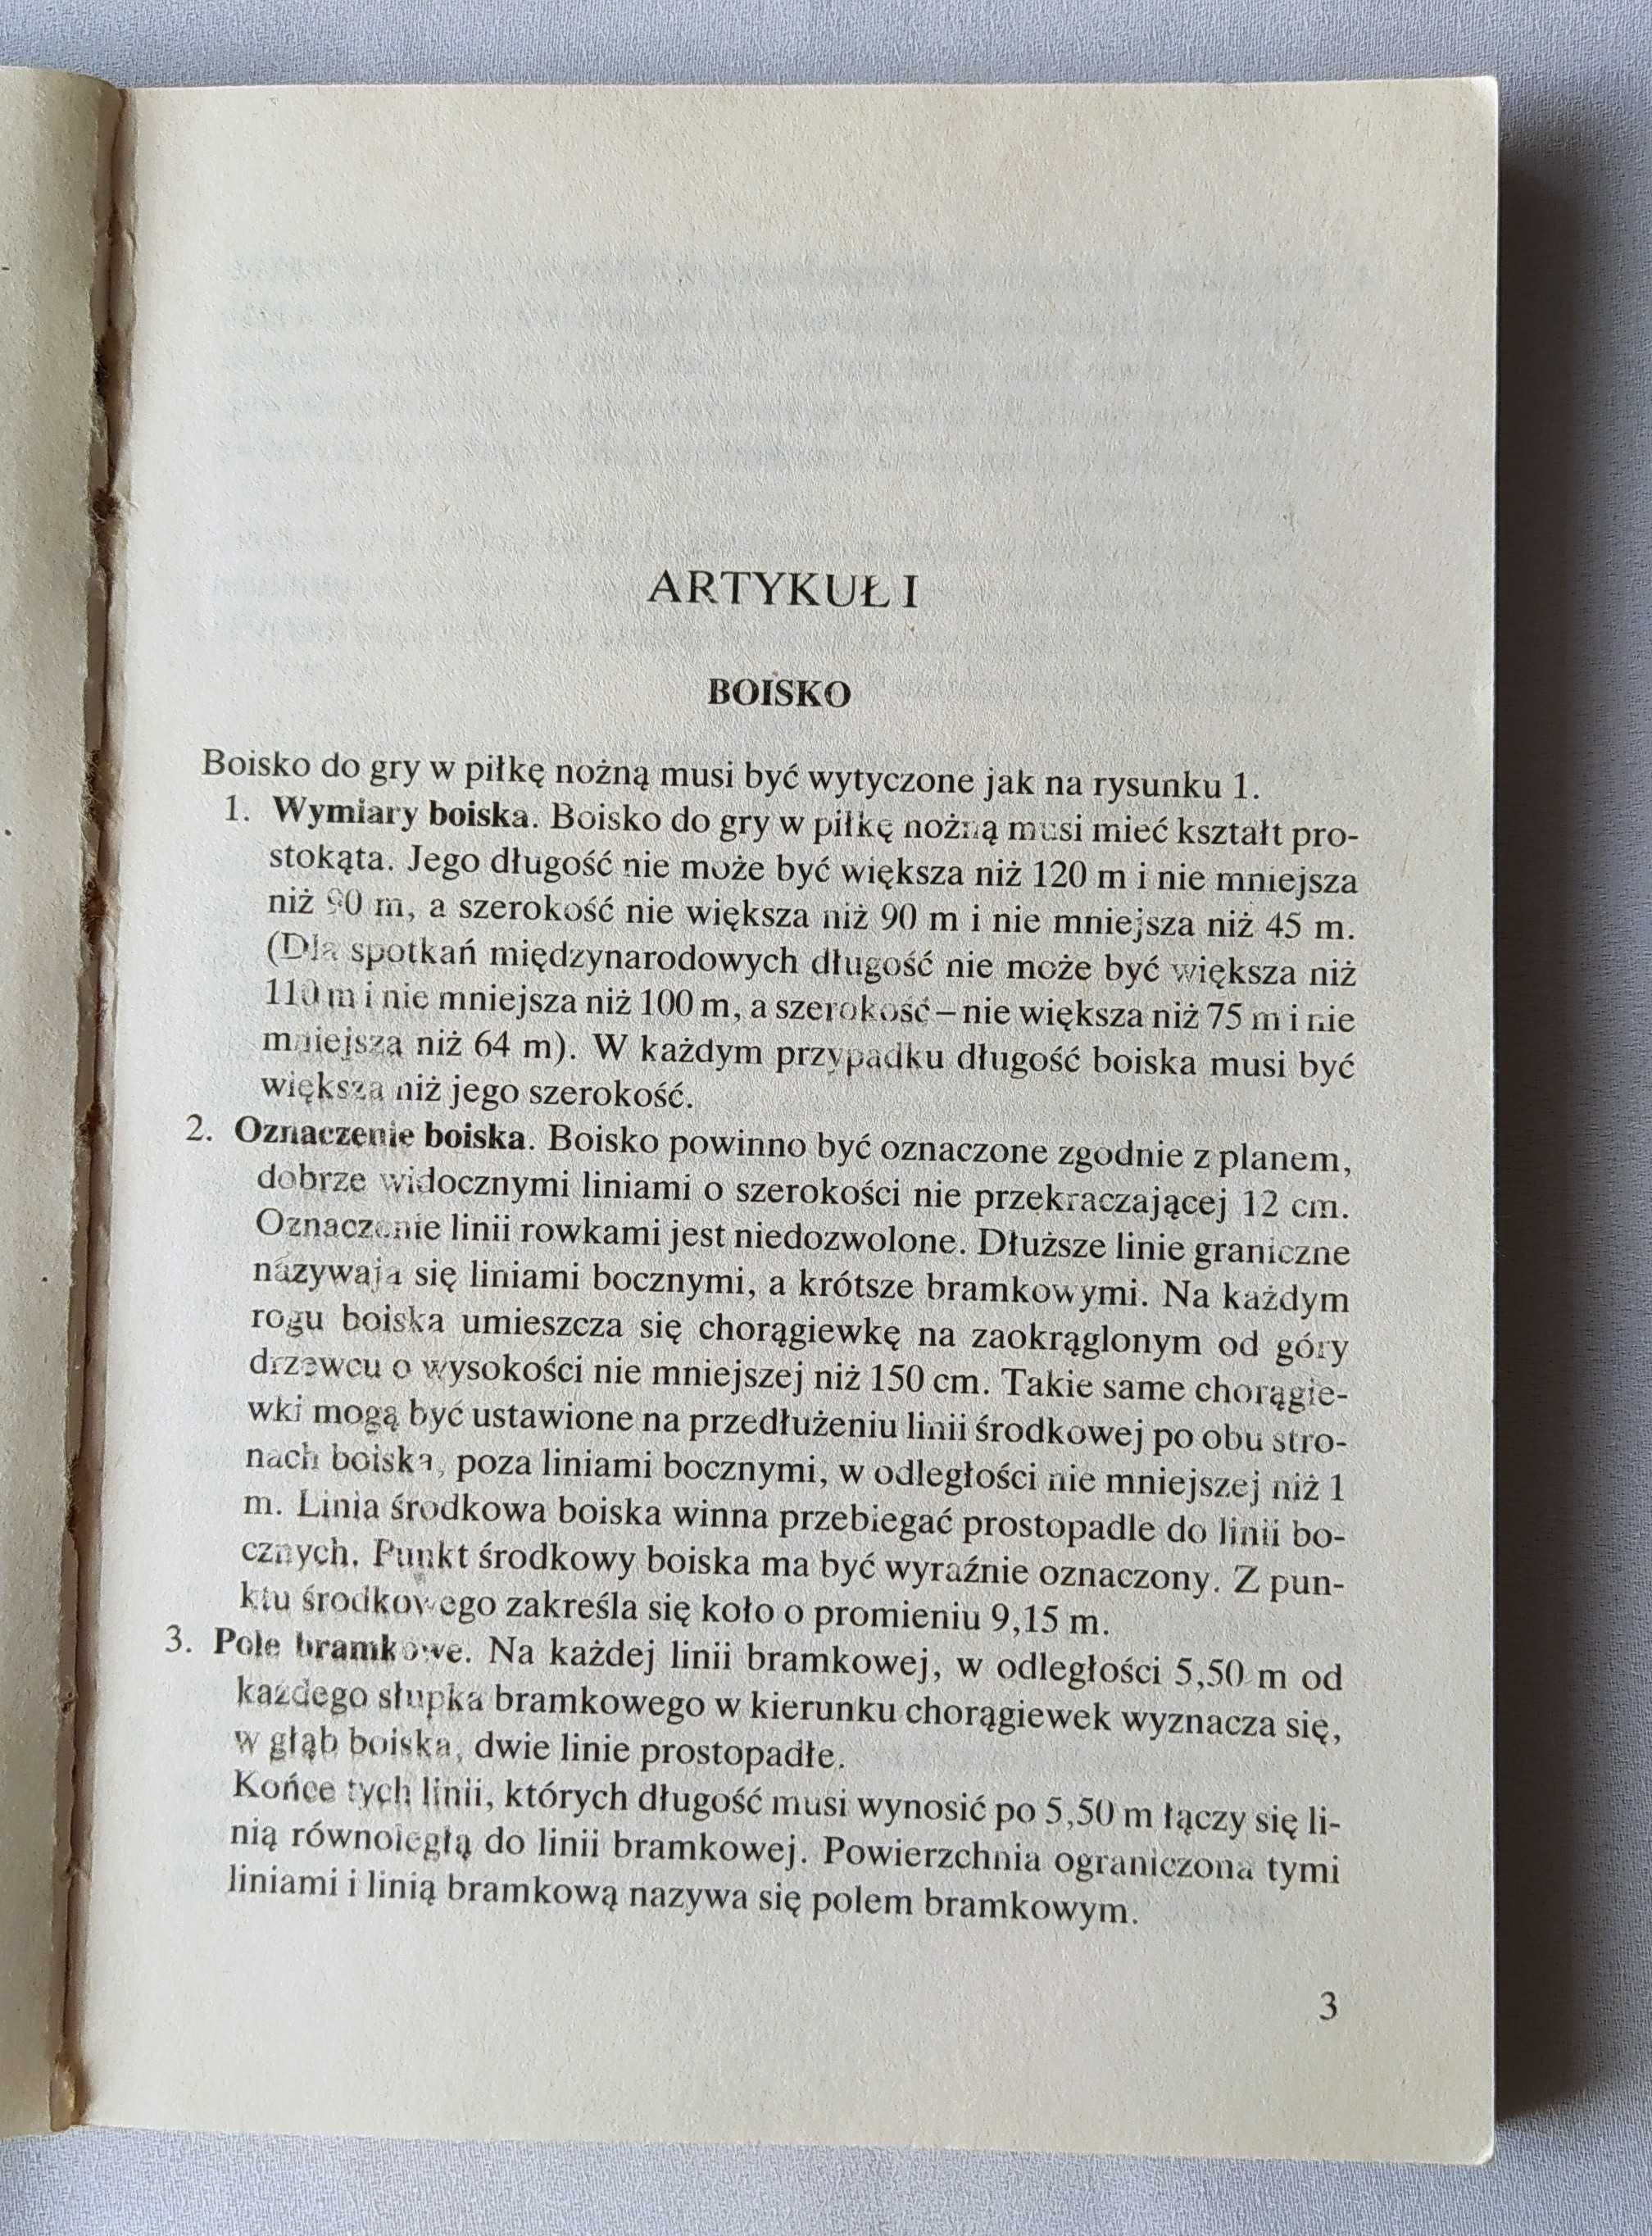 ARTYKUŁ I
BOISKO
Boisko do gry w piłkę nożną musi być wytyczone jak na rysunku 1.
1. Wymiary boiska. Boisko do gry w piłkę nożną musi mieć kształt pro-
stokąta. Jego długość nie może być większa niż 120 m i nie mniejsza
niż 90 m, a szerokość nie większa niż 90 m i nie mniejsza niż 45 m.
(Dla spotkań międzynarodowych długość nie może być większa niż
110 m i nie mniejsza niż 100 m, a szerokość – nie większa niż 75 m i nie
mniejsza niż 64 m). W każdym przypadku długość boiska musi być
większa niż jego szerokość.
2. Oznaczenie boiska. Boisko powinno być oznaczone zgodnie z planem,
dobrze widocznymi liniami o szerokości nie przekraczającej 12 cm.
Oznaczenie linii rowkami jest niedozwolone. Dłuższe linie graniczne
nazywają się liniami bocznymi, a krótsze bramkowymi. Na każdym
rogu boiska umieszcza się chorągiewkę na zaokrąglonym od góry
drzewcu o wysokości nie mniejszej niż 150 cm. Takie same chorągie-
wki mogą być ustawione na przedłużeniu linii środkowej po obu stro-
nach boiska, poza liniami bocznymi, w odległości nie mniejszej niż 1
m. Linia środkowa boiska winna przebiegać prostopadle do linii bo-
cznych. Punkt środkowy boiska ma być wyraźnie oznaczony. Z pun-
ktu środkowego zakreśla się koło o promieniu 9,15 m.
3. Pole bramkowe. Na każdej linii bramkowej, w odległości 5,50 m od
każdego słupka bramkowego w kierunku chorągiewek wyznacza się,
w głąb boiska, dwie linie prostopadłe.
Końce tych linii, których długość musi wynosić po 5,50 m łączy się li-
nią równoległą do linii bramkowej. Powierzchnia ograniczona tymi
liniami i linią bramkową nazywa się polem bramkowym.
3